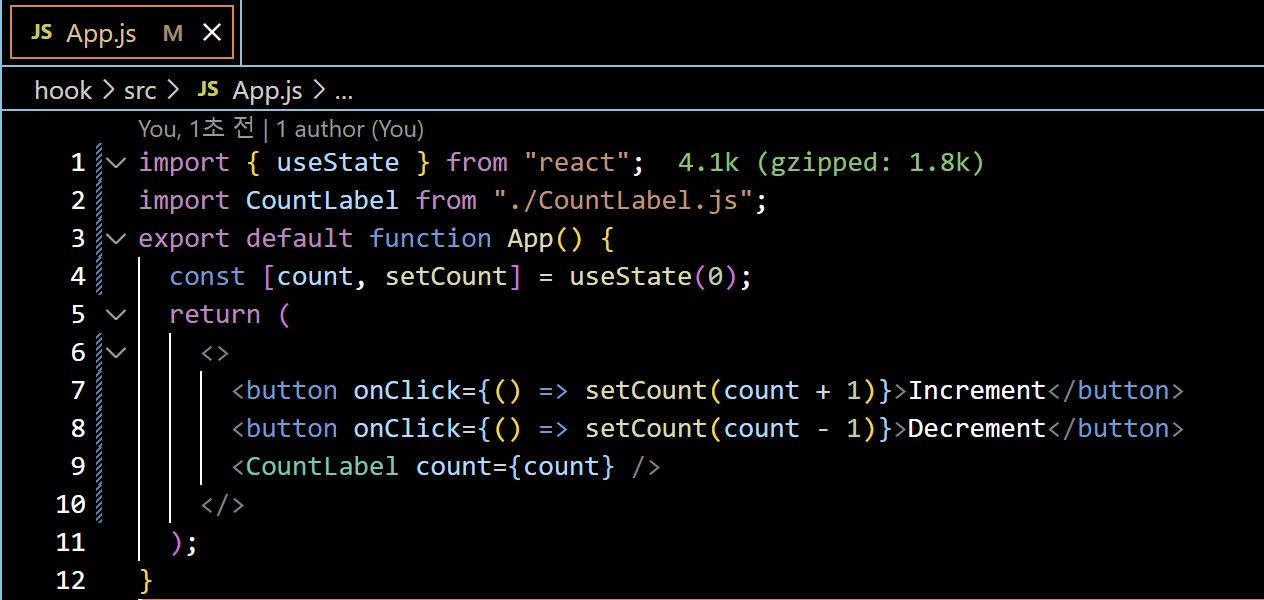 JS App.js M
hook > src > JS App.js > ...
You, 1초 전 | 1 author (You)
1 import { useState } from "react"; 4.1k (gzipped: 1.8k)
2 import CountLabel from "./CountLabel.js";
3 export default function App() {
4 const [count, setCount] = useState(0);
5 return (
6 <>
7 <button onClick={() => setCount(count + 1)}>Increment</button>
8 <button onClick={() => setCount(count - 1)}>Decrement</button>
9 <CountLabel count={count} />
10 </>
11 );
12 }